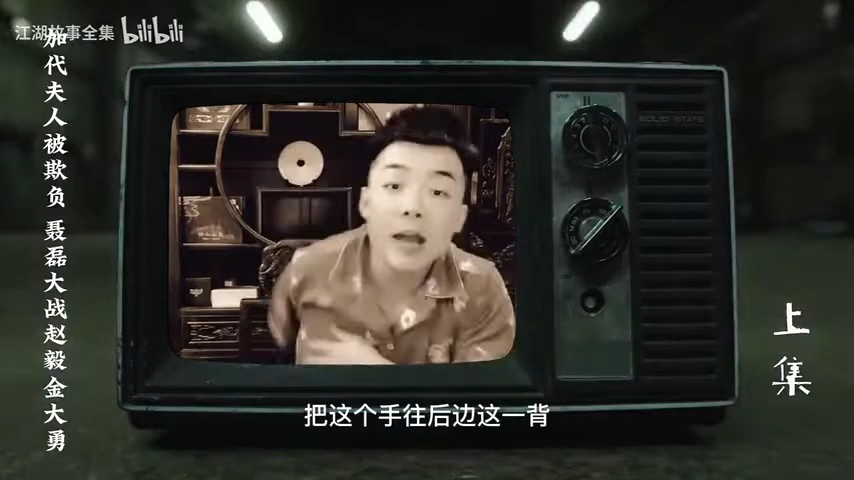 江湖故事全集 bilibili
加代夫人被欺负 聂磊大战赵毅金大勇
上集
SOLID STATE
把这个手往后边这一背